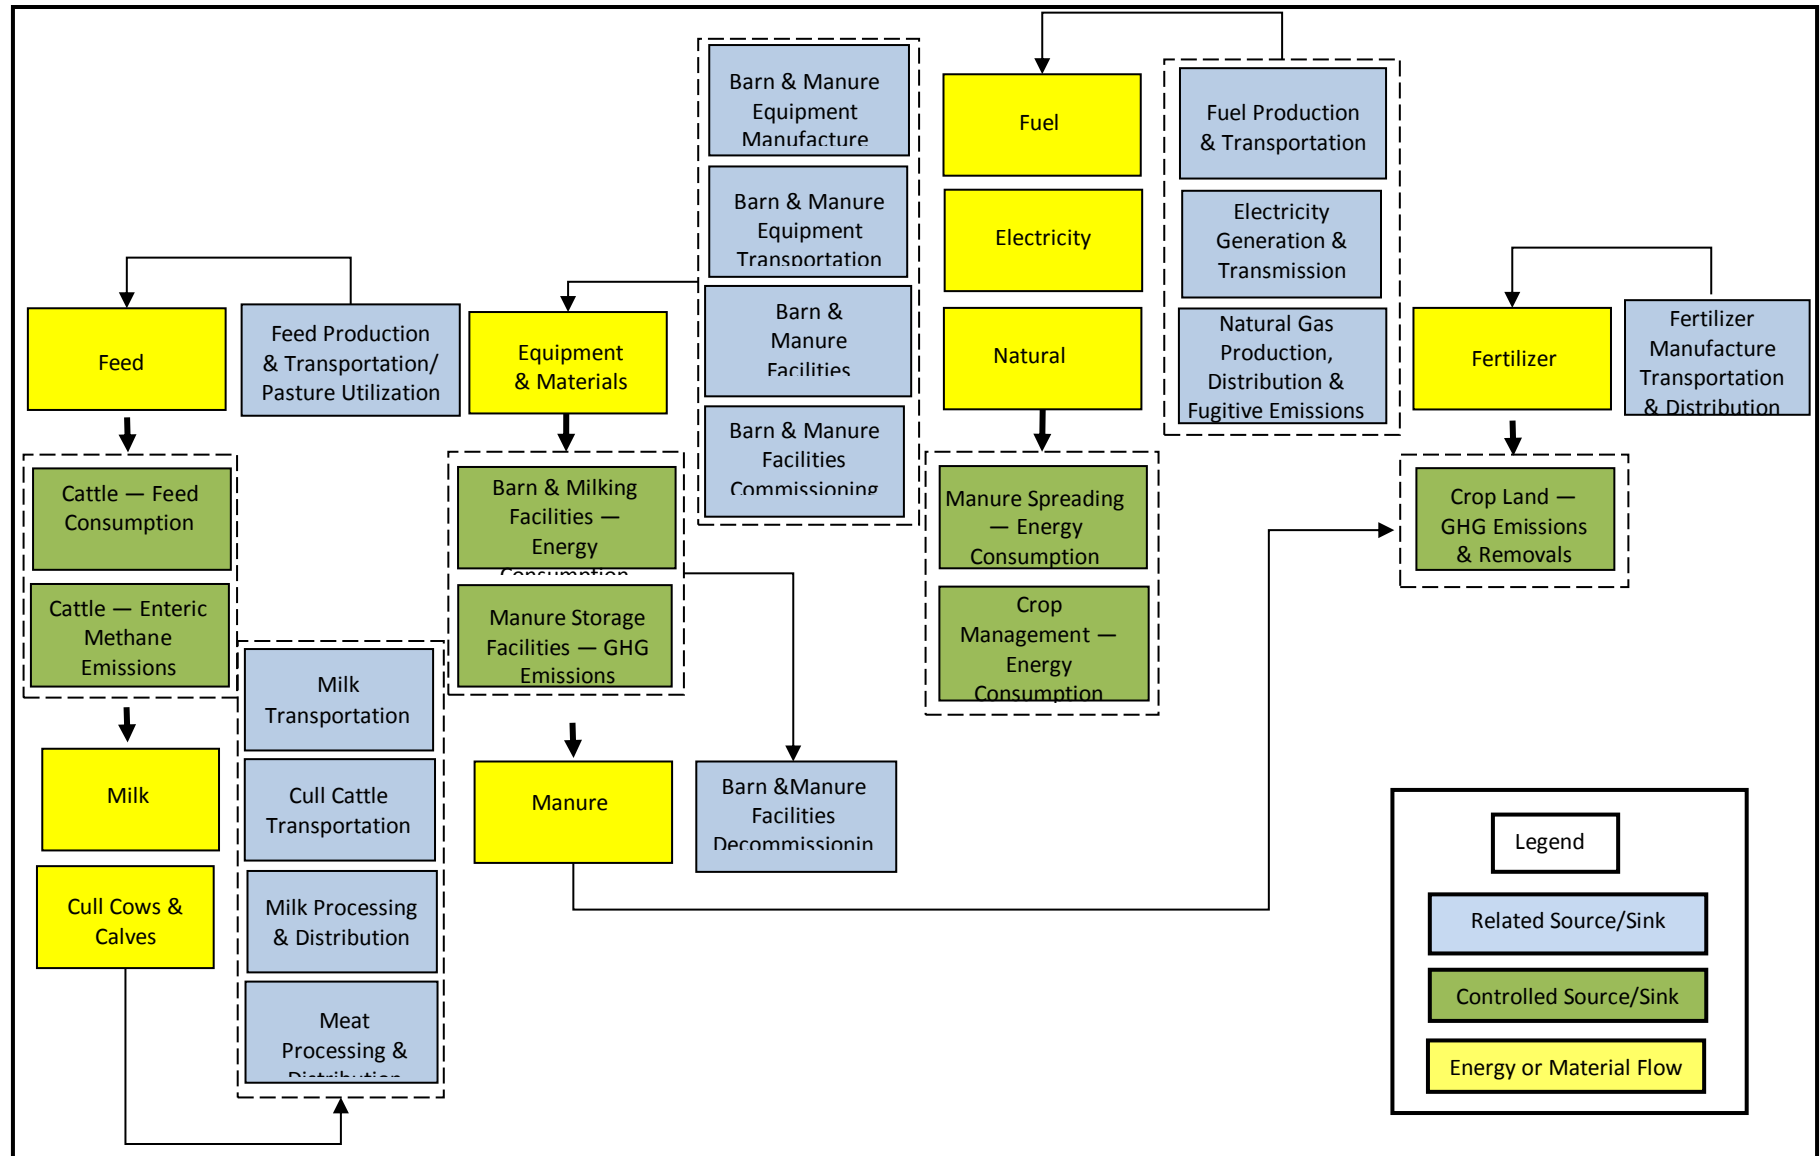 Barn & Manure
Equipment
Manufacture
Barn & Manure
Equipment
Transportation
Barn &
Manure
Facilities
Barn & Manure
Facilities
Commissioning
Fuel
Electricity
Natural
Fuel Production
& Transportation
Electricity
Generation &
Transmission
Natural Gas
Production,
Distribution &
Fugitive Emissions
Feed
Feed Production
& Transportation/
Pasture Utilization
Equipment
& Materials
Fertilizer
Fertilizer
Manufacture
Transportation
& Distribution
Cattle — Feed
Consumption
Cattle — Enteric
Methane
Emissions
Barn & Milking
Facilities —
Energy
Consumption
Manure Storage
Facilities — GHG
Emissions
Manure Spreading
— Energy
Consumption
Crop
Management —
Energy
Consumption
Crop Land —
GHG Emissions
& Removals
Milk
Cull Cows &
Calves
Milk
Transportation
Cull Cattle
Transportation
Milk Processing
& Distribution
Meat
Processing &
Distribution
Manure
Barn &Manure
Facilities
Decommissionin
Legend
Related Source/Sink
Controlled Source/Sink
Energy or Material Flow